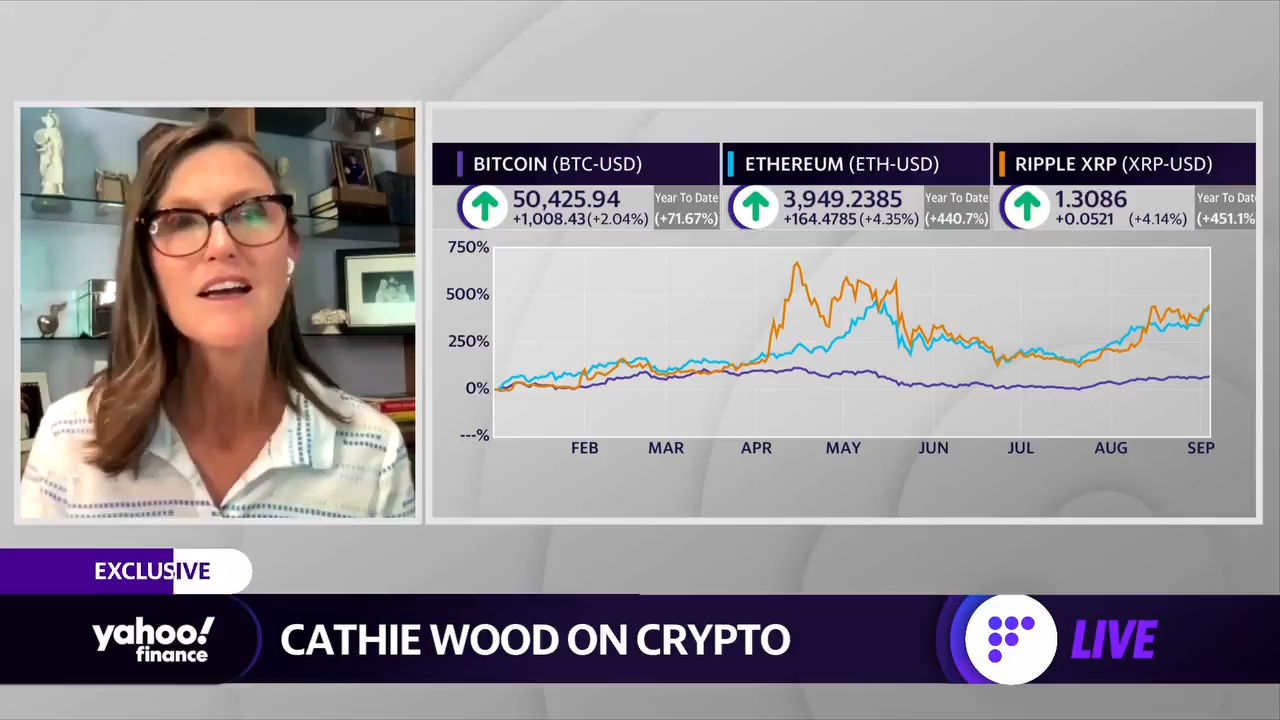 BITCOIN (BTC-USD)
50,425.94
+1,008.43(+2.04%)
Year To Date
(+71.67%)
ETHEREUM (ETH-USD)
3,949.2385
+164.4785(+4.35%)
Year To Date
(+440.7%)
RIPPLE XRP (XRP-USD)
1.3086
+0.0521 (+4.14%)
Year To Date
(+451.1%
750%
500%
250%
0%
---%
FEB MAR APR MAY JUN JUL AUG SEP
EXCLUSIVE
yahoo!
finance
CATHIE WOOD ON CRYPTO
LIVE